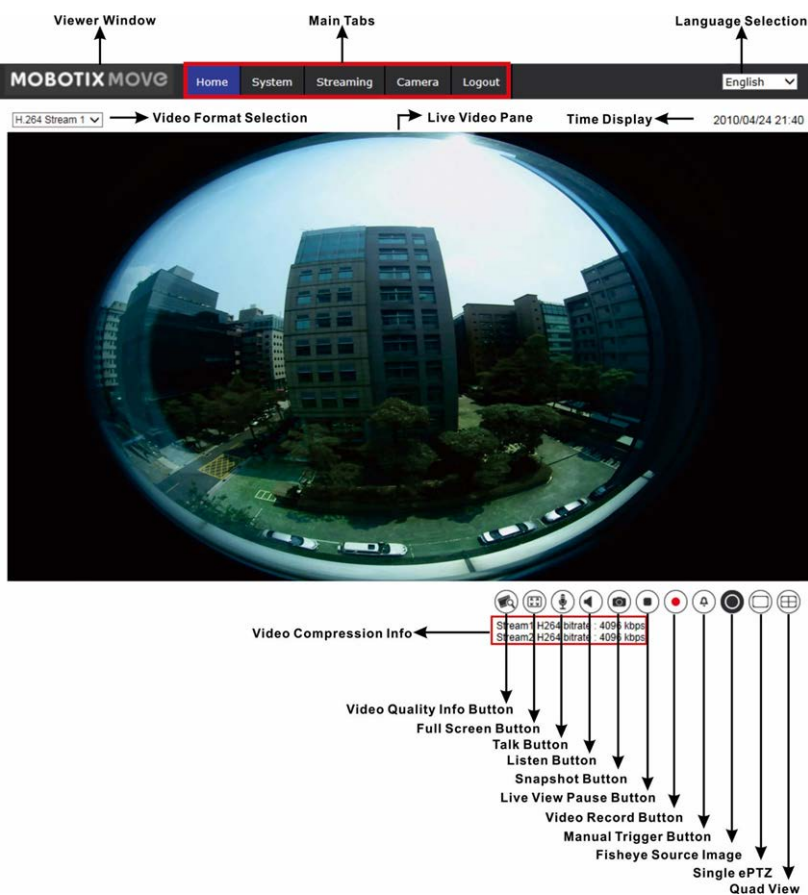 Viewer Window
Main Tabs
Language Selection
MOBOTIX MOVE
Home System Streaming Camera Logout
English
H.264 Stream 1
Video Format Selection
Live Video Pane
Time Display
2010/04/24 21:40
Stream1 H264 bitrate : 4096 kbps
Stream2 H264 bitrate : 4096 kbps
Video Compression Info
Video Quality Info Button
Full Screen Button
Talk Button
Listen Button
Snapshot Button
Live View Pause Button
Video Record Button
Manual Trigger Button
Fisheye Source Image
Single ePTZ
Quad View